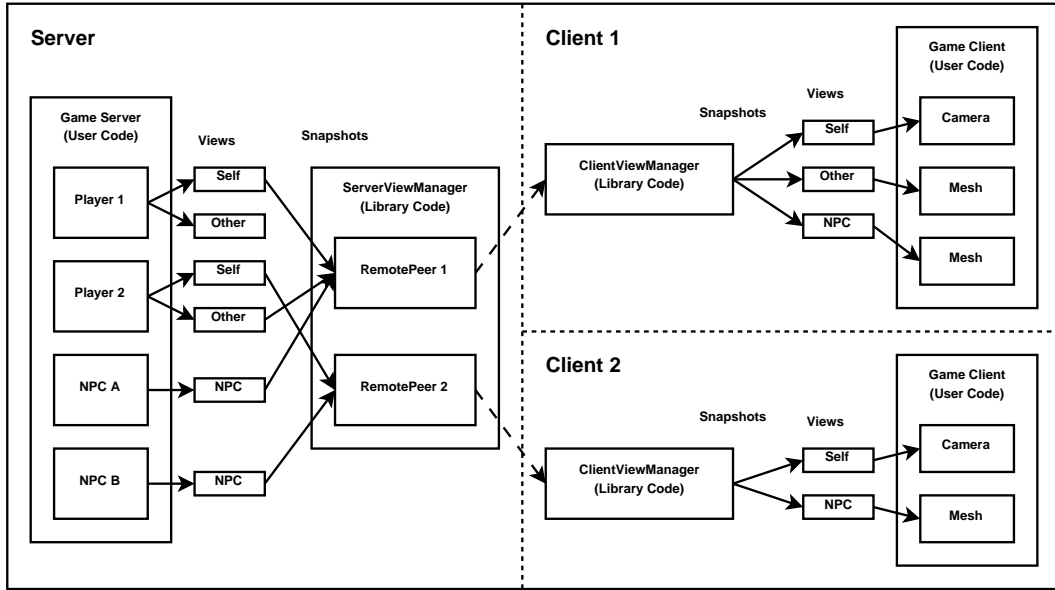 Server
Game Server
(User Code)
Views
Snapshots
Player 1
Self
Other
Player 2
Self
Other
NPC A
NPC
NPC B
NPC
ServerViewManager
(Library Code)
RemotePeer 1
RemotePeer 2
Client 1
ClientViewManager
(Library Code)
Snapshots
Views
Self
Other
NPC
Game Client
(User Code)
Camera
Mesh
Mesh
Client 2
ClientViewManager
(Library Code)
Snapshots
Views
Self
NPC
Game Client
(User Code)
Camera
Mesh